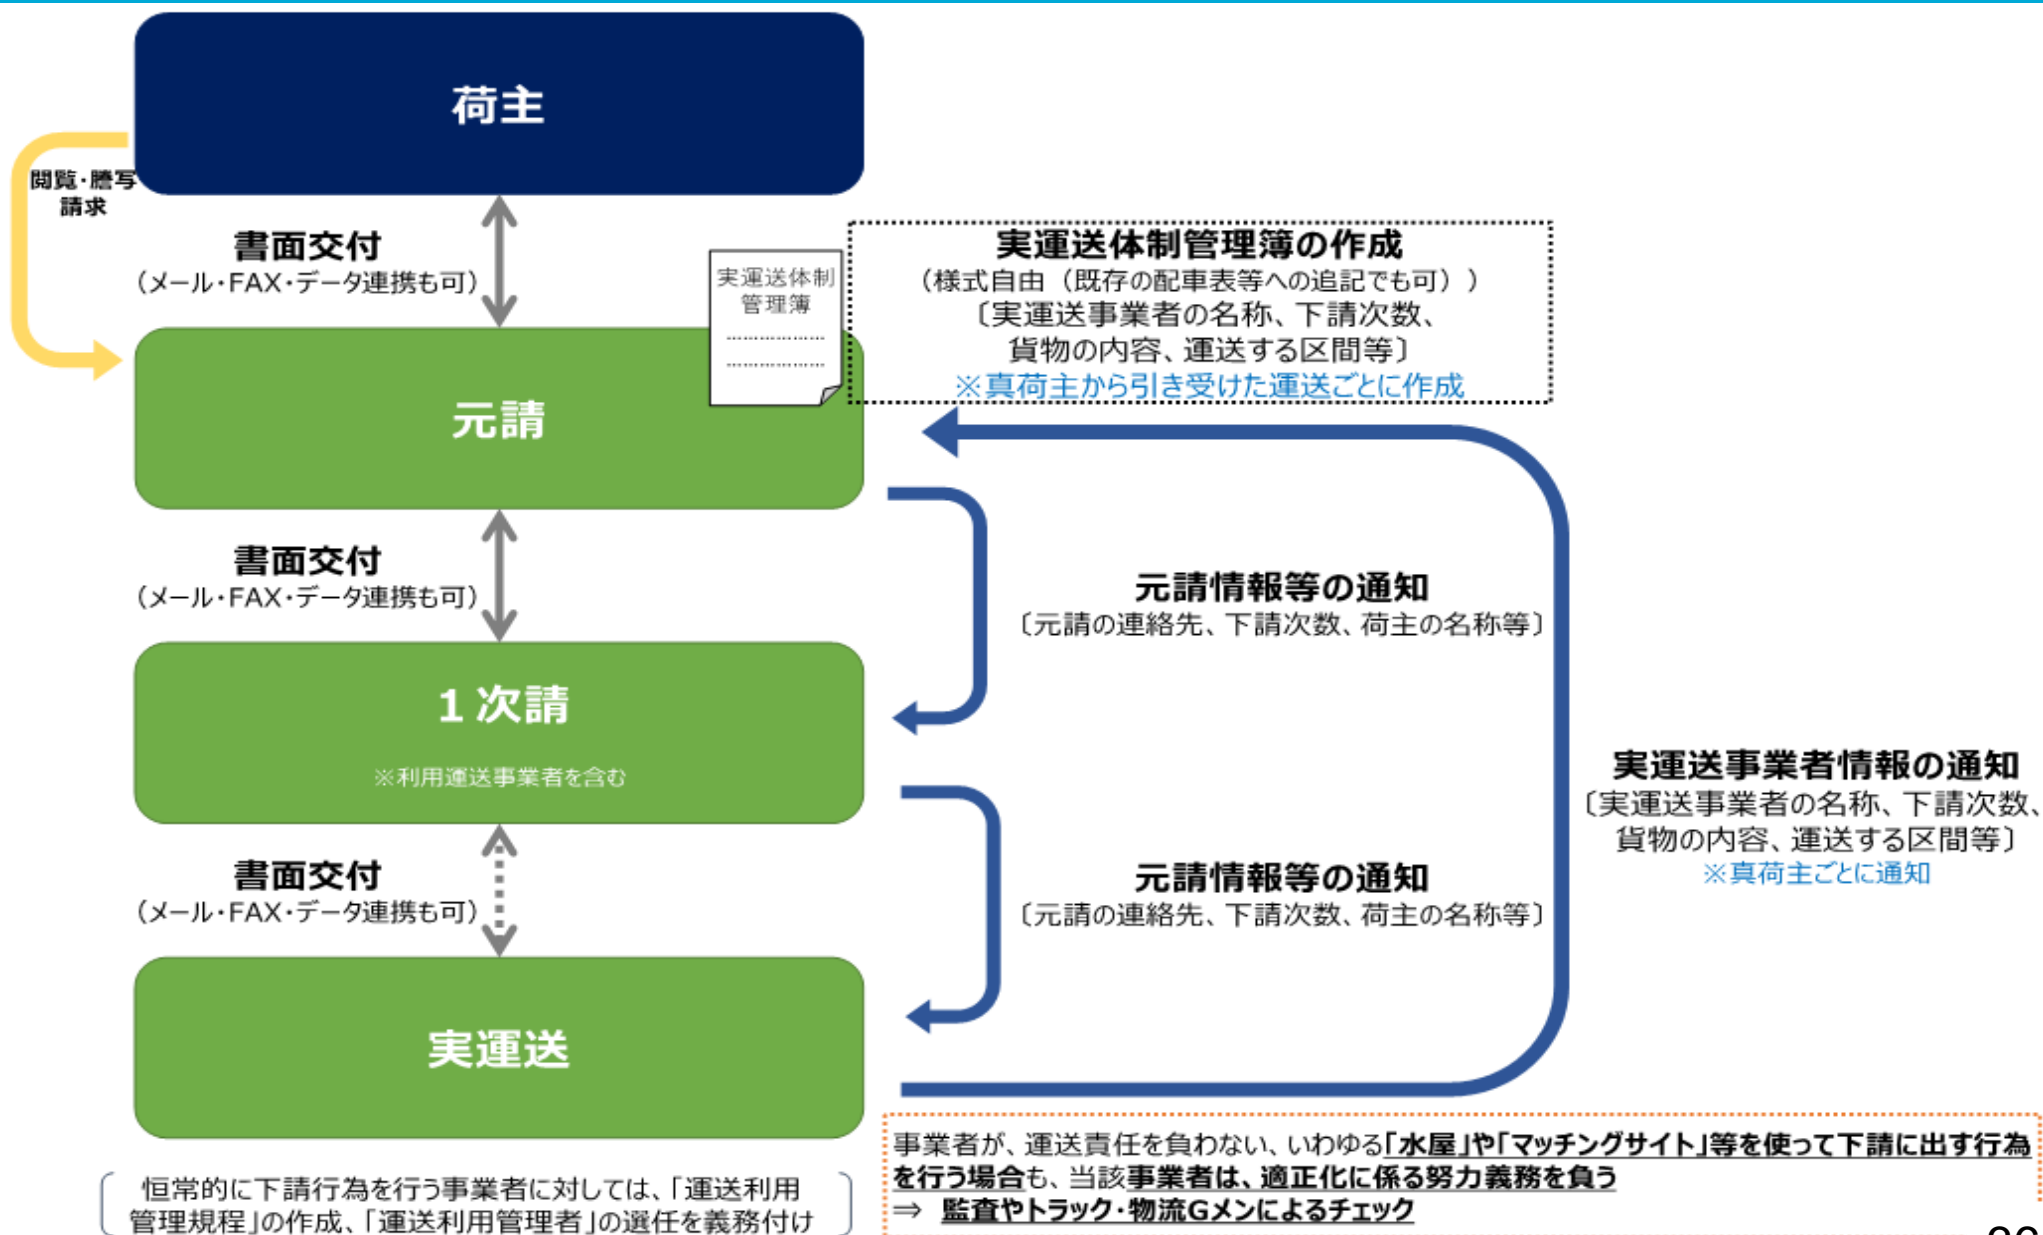 荷主
閲覧・謄写
請求
書面交付
（メール・FAX・データ連携も可）
実運送体制
管理簿
実運送体制管理簿の作成
（様式自由（既存の配車表等への追記でも可））
〔実運送事業者の名称、下請次数、
貨物の内容、運送する区間等〕
※真荷主から引き受けた運送ごとに作成
元請
書面交付
（メール・FAX・データ連携も可）
元請情報等の通知
〔元請の連絡先、下請次数、荷主の名称等〕
１次請
※利用運送事業者を含む
実運送事業者情報の通知
〔実運送事業者の名称、下請次数、
貨物の内容、運送する区間等〕
※真荷主ごとに通知
書面交付
（メール・FAX・データ連携も可）
元請情報等の通知
〔元請の連絡先、下請次数、荷主の名称等〕
実運送
恒常的に下請行為を行う事業者に対しては、「運送利用
管理規程」の作成、「運送利用管理者」の選任を義務付け
事業者が、運送責任を負わない、いわゆる「水屋」や「マッチングサイト」等を使って下請に出す行為
を行う場合も、当該事業者は、適正化に係る努力義務を負う
⇒ 監査やトラック・物流Gメンによるチェック